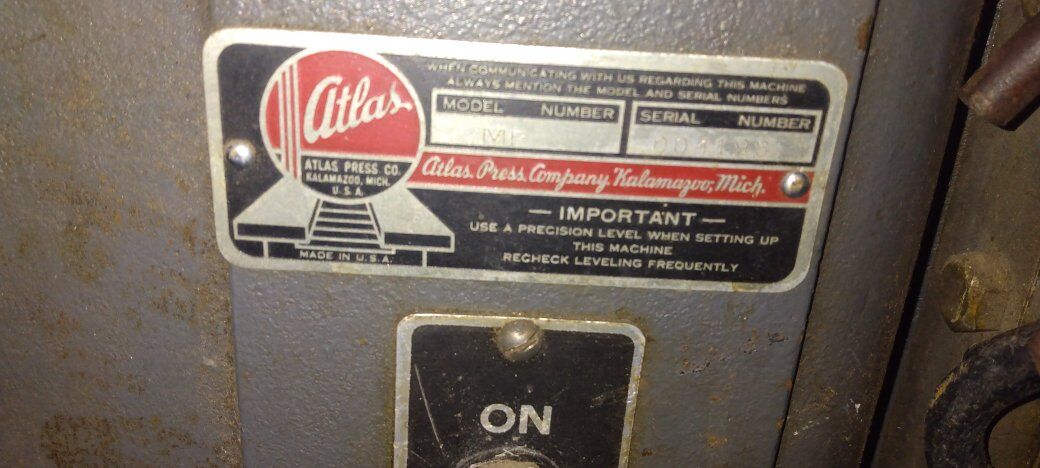 Atlas
ATLAS PRESS CO.
KALAMAZOO, MICH.
U.S.A.
MADE IN U.S.A.
WHEN COMMUNICATING WITH US REGARDING THIS MACHINE
ALWAYS MENTION THE MODEL AND SERIAL NUMBERS
MODEL NUMBER
SERIAL NUMBER
Atlas Press Company Kalamazoo, Mich.
— IMPORTANT —
USE A PRECISION LEVEL WHEN SETTING UP
THIS MACHINE
RECHECK LEVELING FREQUENTLY
ON